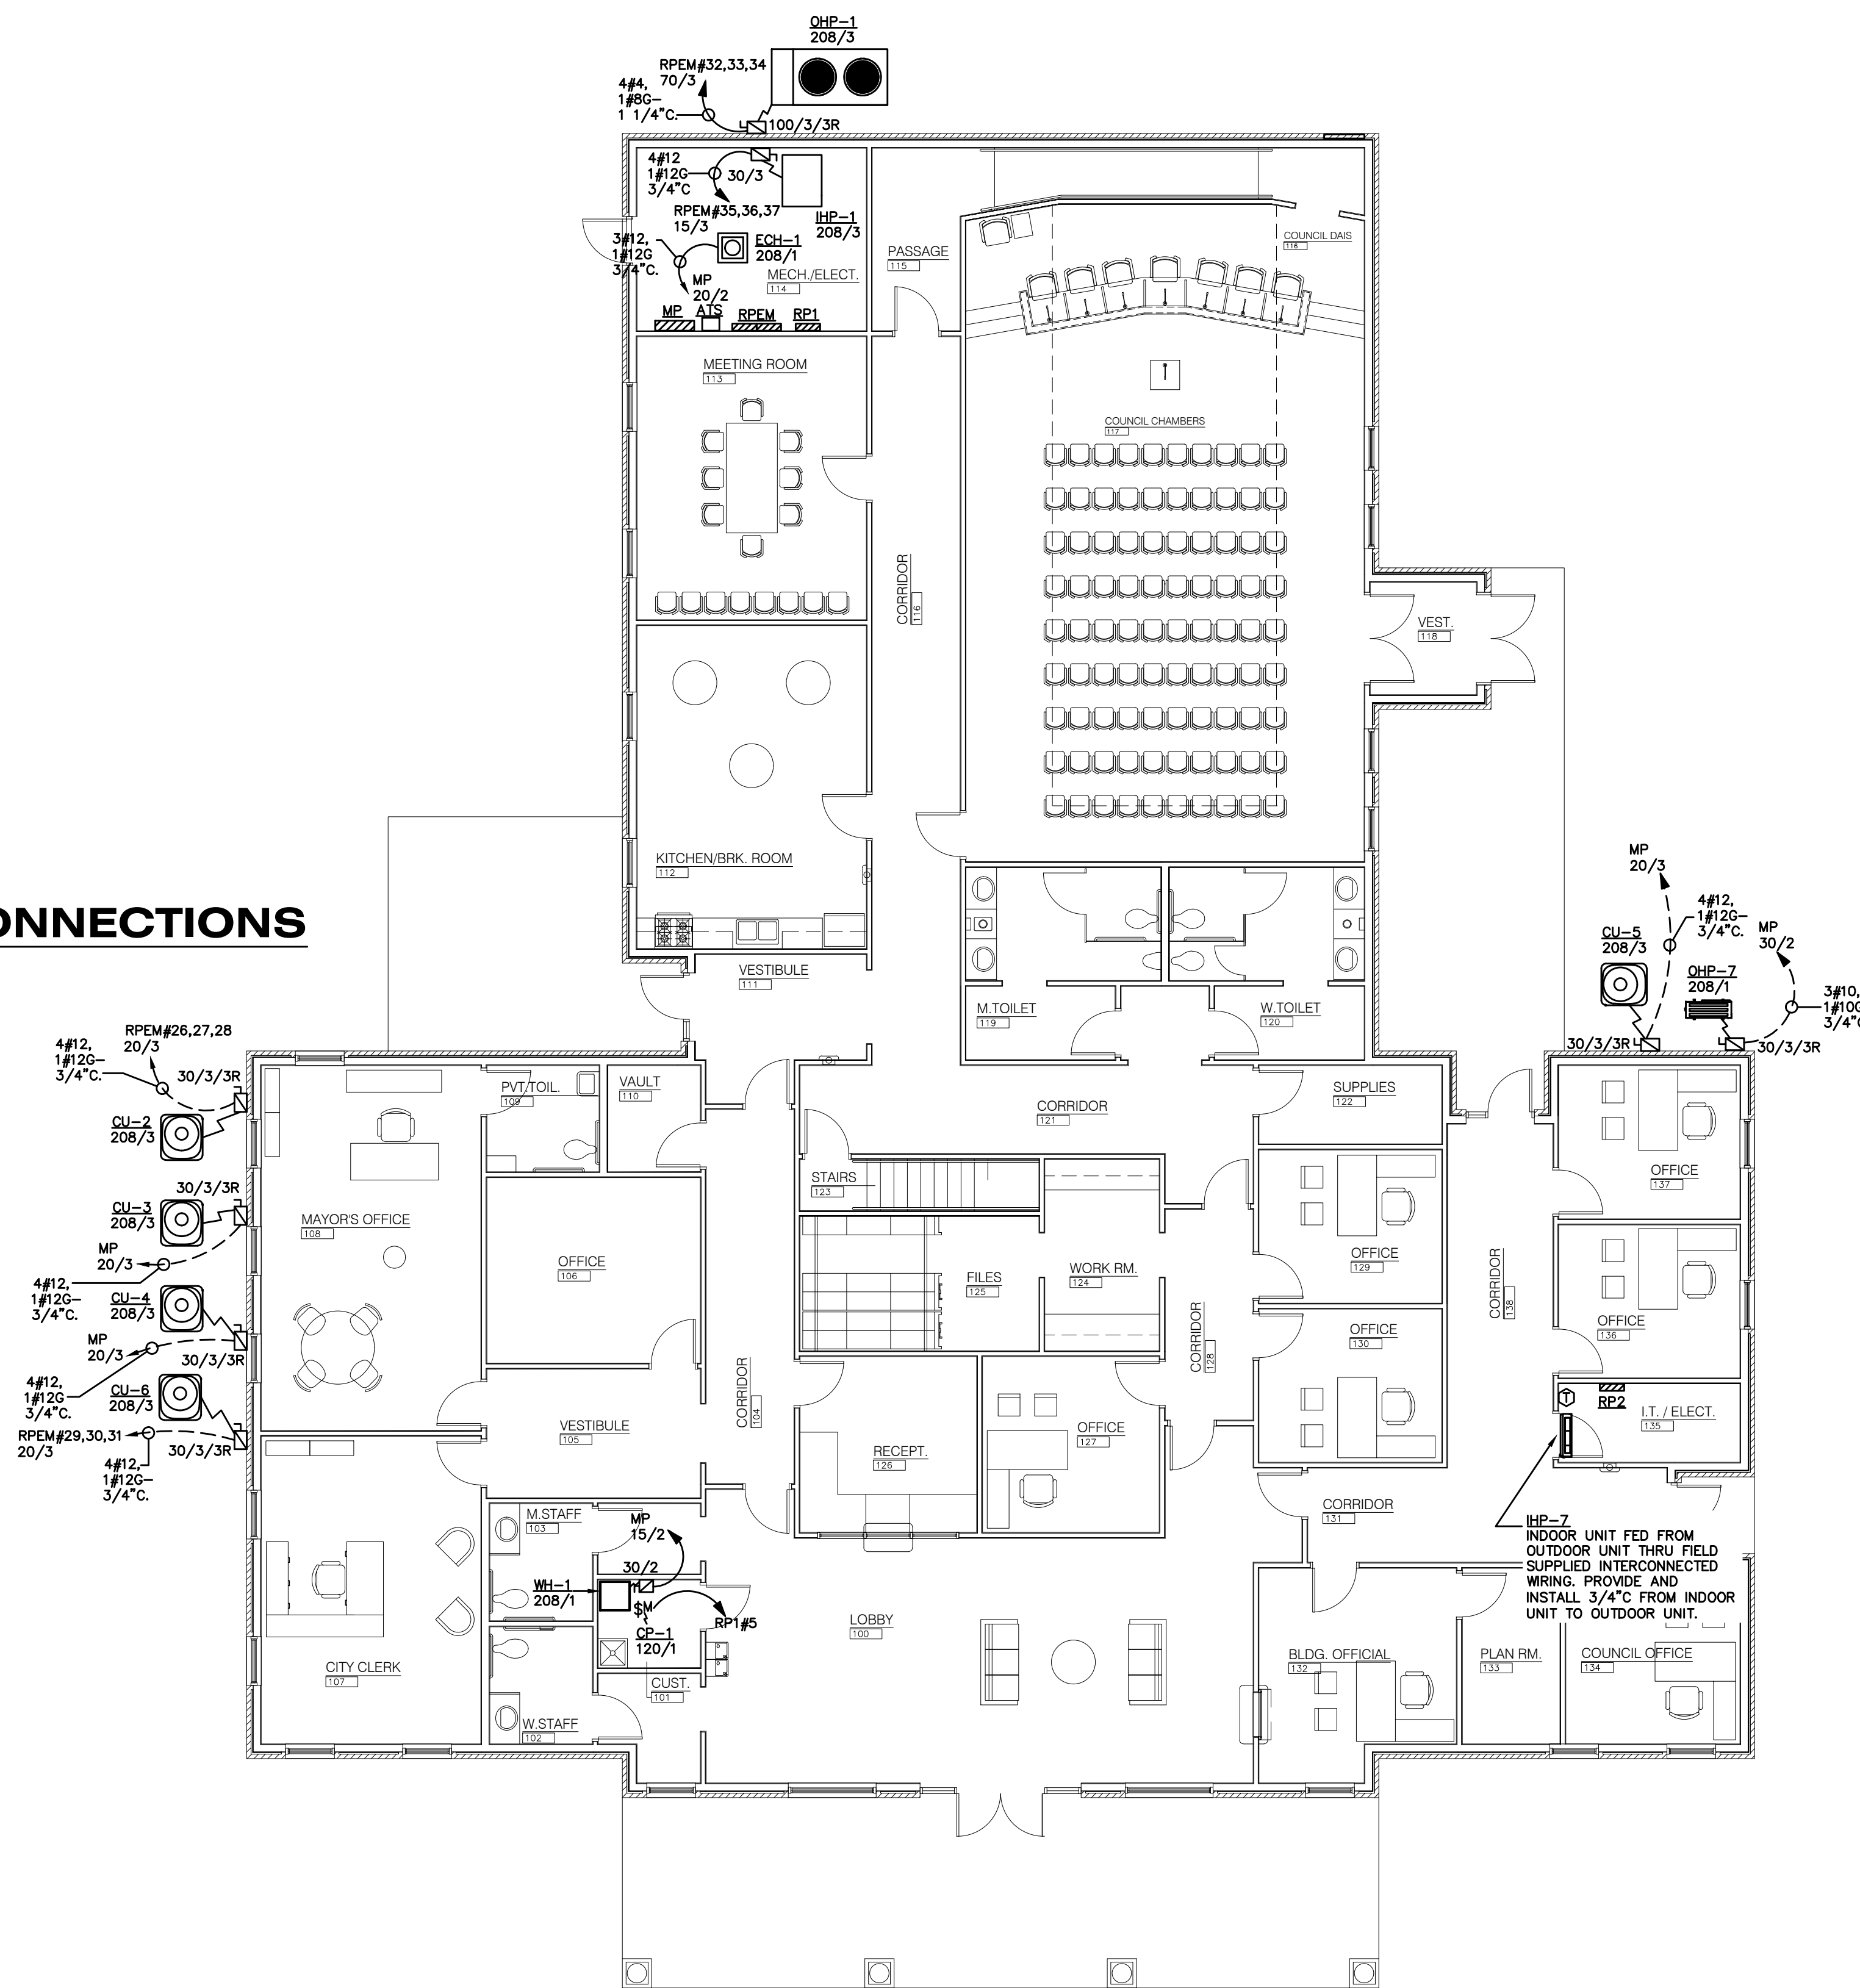 OHP-1
208/3
RPEM#32,33,34
70/3
4#4,
1#8G-
1 1/4"C.
100/3/3R
4#12
1#12G
3/4"C
30/3
RPEM#35,36,37
15/3
IHP-1
208/3
3#12,
1#12G
3/4"C.
ECH-1
208/1
MP
20/2
MECH./ELECT.
114
MP
ATS
RPEM
RP1
PASSAGE
115
COUNCIL DAIS
116
MEETING ROOM
113
COUNCIL CHAMBERS
117
CORRIDOR
116
VEST.
118
KITCHEN/BRK. ROOM
112
ONNECTIONS
VESTIBULE
111
M.TOILET
119
W.TOILET
120
MP
20/3
4#12,
1#12G-
3/4"C.
CU-5
208/3
MP
30/2
OHP-7
208/1
3#10,
1#10G
3/4"C
30/3/3R
30/3/3R
RPEM#26,27,28
20/3
4#12,
1#12G-
3/4"C.
30/3/3R
CU-2
208/3
30/3/3R
CU-3
208/3
MP
20/3
4#12,
1#12G-
3/4"C.
CU-4
208/3
MP
20/3
30/3/3R
4#12,
1#12G
3/4"C.
CU-6
208/3
RPEM#29,30,31
20/3
30/3/3R
4#12,
1#12G-
3/4"C.
PVT.TOIL.
109
VAULT
110
CORRIDOR
121
SUPPLIES
122
STAIRS
123
MAYOR'S OFFICE
108
OFFICE
106
FILES
125
WORK RM.
124
OFFICE
129
OFFICE
137
CORRIDOR
138
CORRIDOR
128
OFFICE
130
OFFICE
136
CORRIDOR
104
VESTIBULE
105
RECEPT.
126
OFFICE
127
T
RP2
I.T. / ELECT.
135
CORRIDOR
131
IHP-7
INDOOR UNIT FED FROM
OUTDOOR UNIT THRU FIELD
SUPPLIED INTERCONNECTED
WIRING. PROVIDE AND
INSTALL 3/4"C FROM INDOOR
UNIT TO OUTDOOR UNIT.
M.STAFF
103
MP
15/2
30/2
WH-1
208/1
$M
CP-1
120/1
RP1#5
LOBBY
100
CITY CLERK
107
CUST.
101
W.STAFF
102
BLDG. OFFICIAL
132
PLAN RM.
133
COUNCIL OFFICE
134